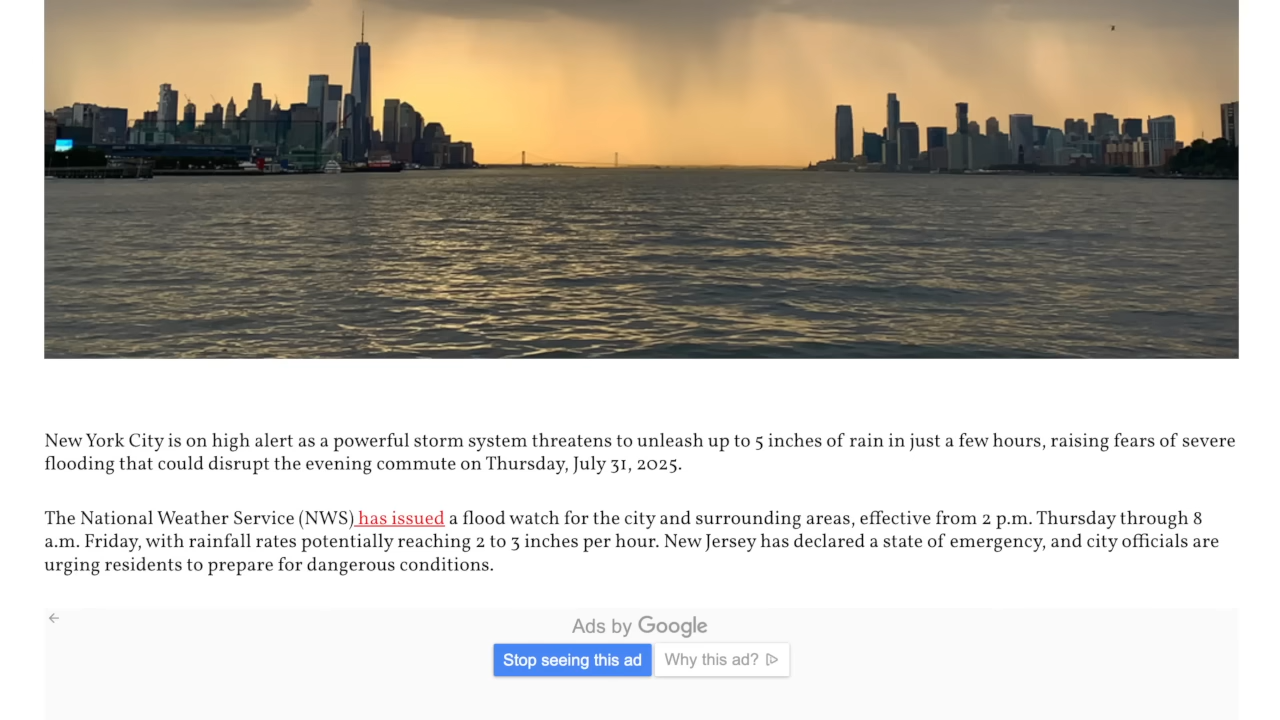 New York City is on high alert as a powerful storm system threatens to unleash up to 5 inches of rain in just a few hours, raising fears of severe
flooding that could disrupt the evening commute on Thursday, July 31, 2025.
The National Weather Service (NWS) has issued a flood watch for the city and surrounding areas, effective from 2 p.m. Thursday through 8
a.m. Friday, with rainfall rates potentially reaching 2 to 3 inches per hour. New Jersey has declared a state of emergency, and city officials are
urging residents to prepare for dangerous conditions.
Ads by Google
Stop seeing this ad
Why this ad?